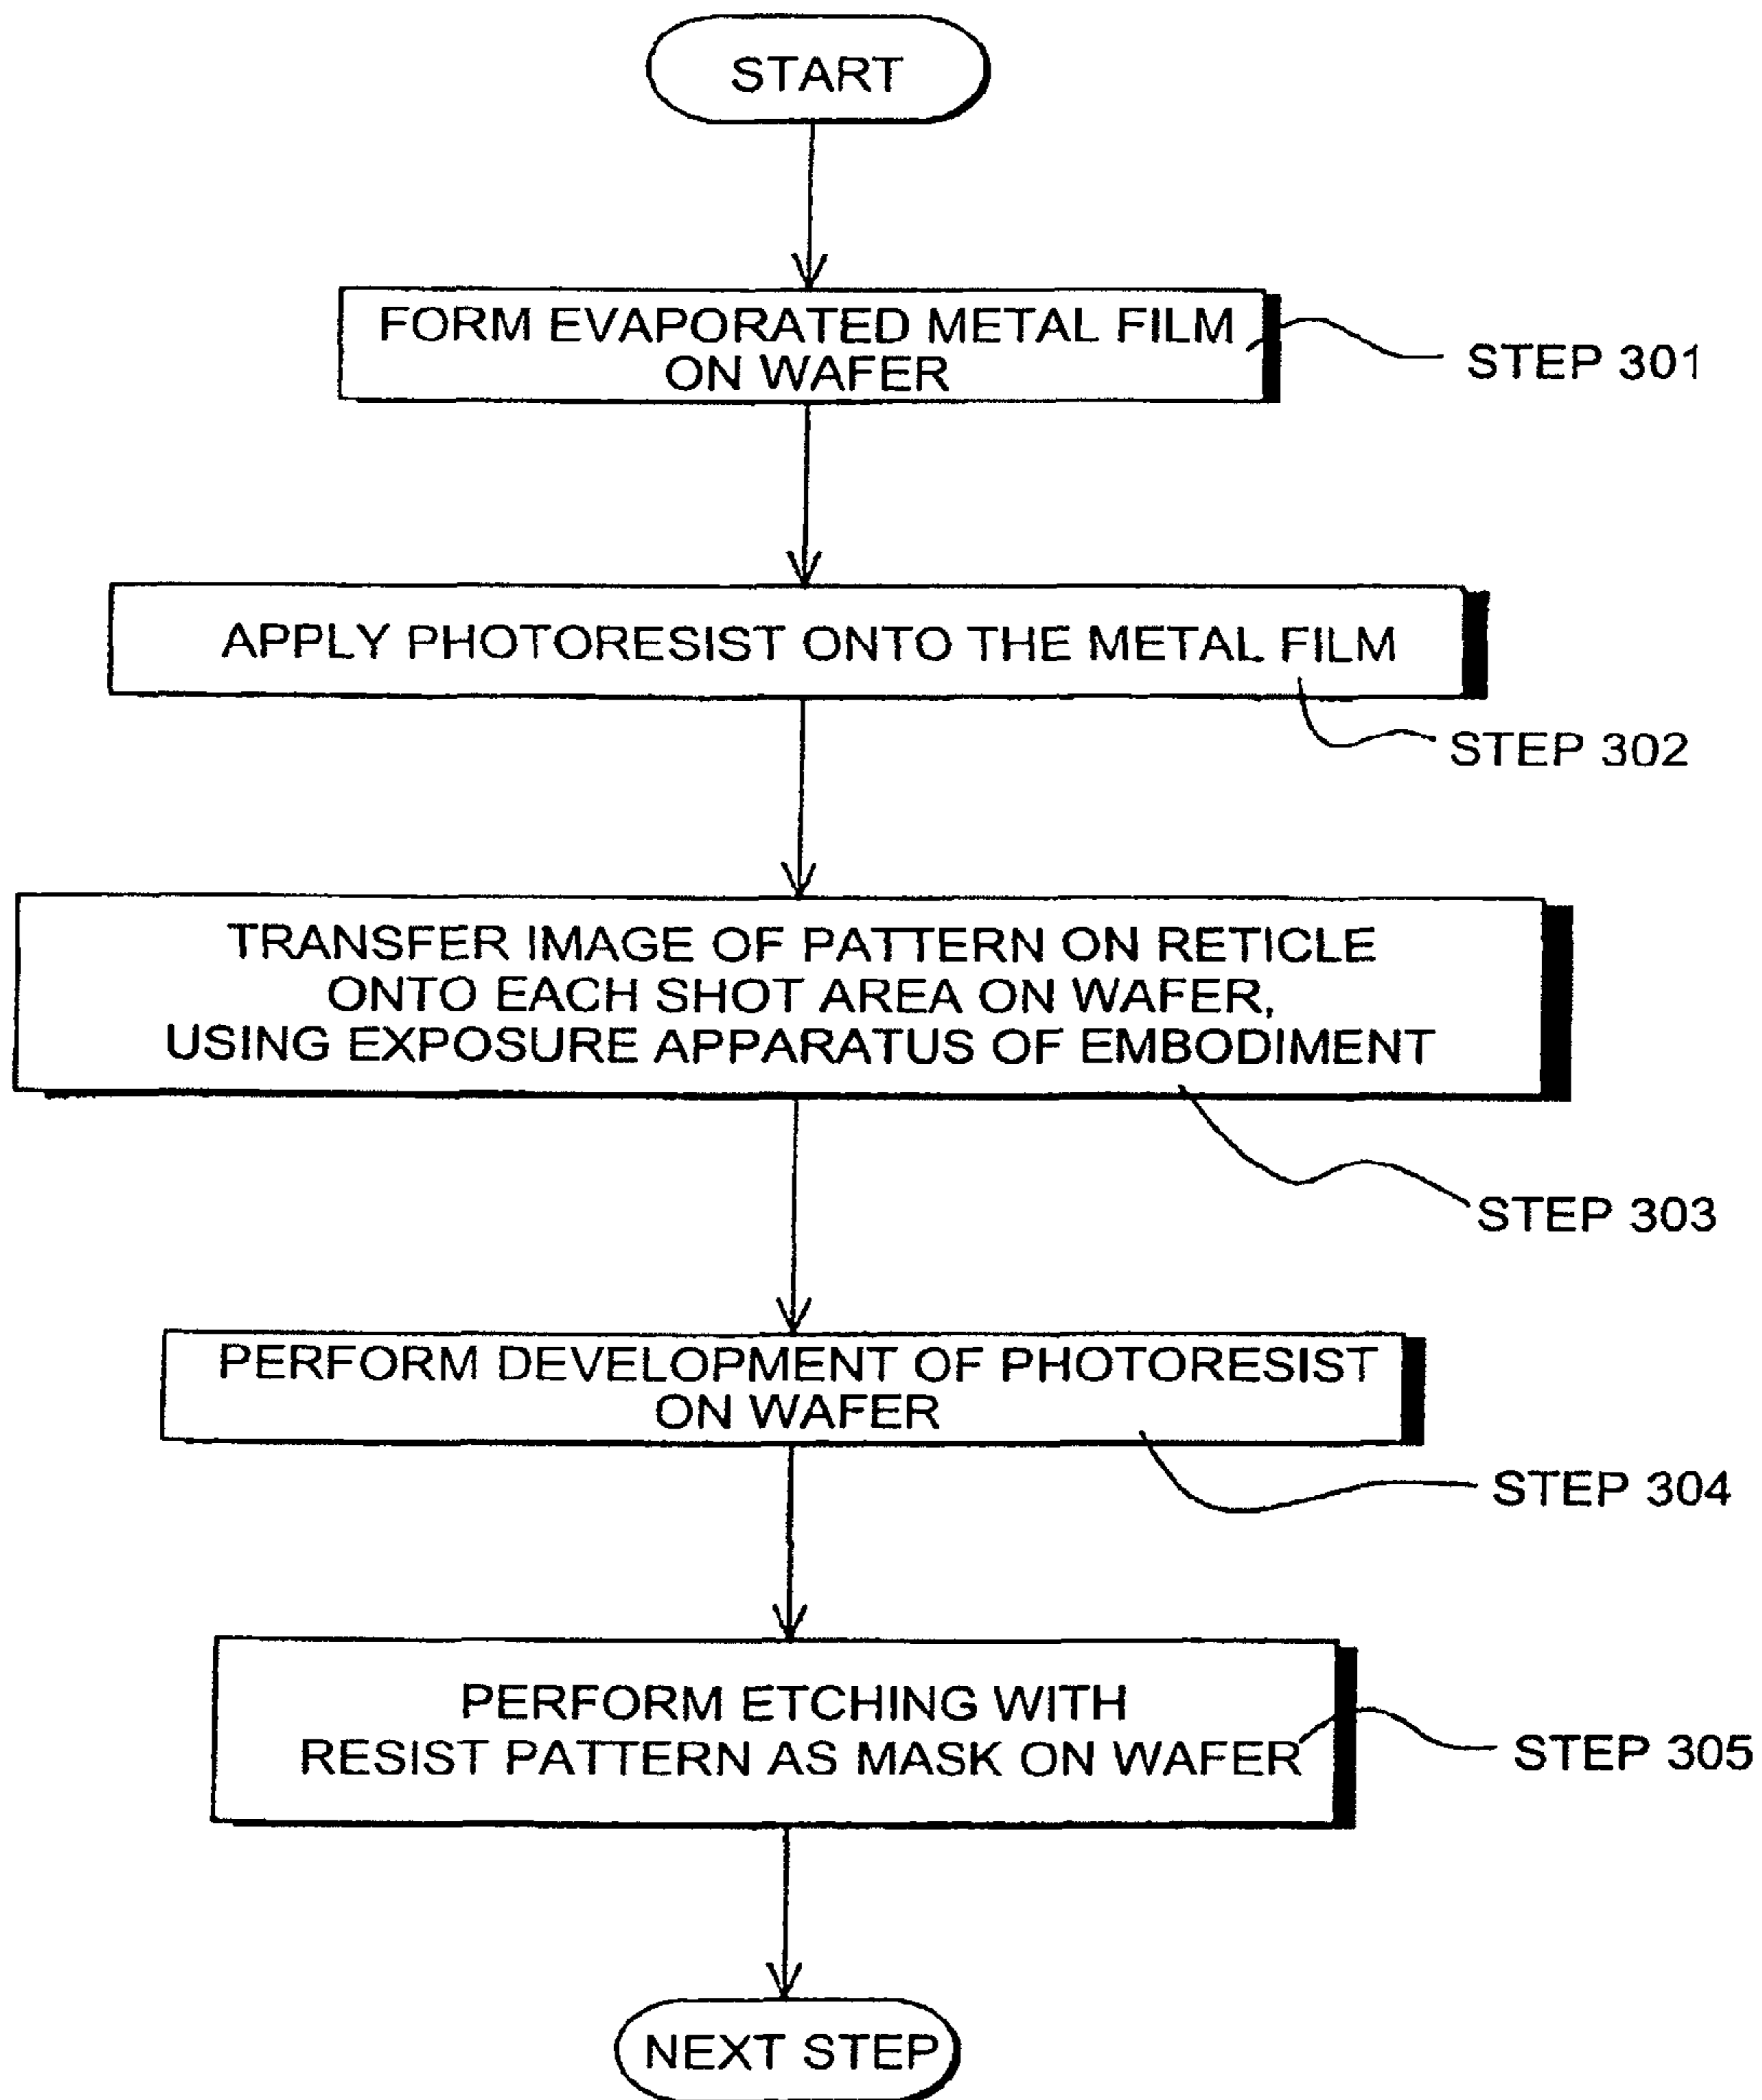 START
FORM EVAPORATED METAL FILM
ON WAFER
STEP 301
APPLY PHOTORESIST ONTO THE METAL FILM
STEP 302
TRANSFER IMAGE OF PATTERN ON RETICLE
ONTO EACH SHOT AREA ON WAFER,
USING EXPOSURE APPARATUS OF EMBODIMENT
STEP 303
PERFORM DEVELOPMENT OF PHOTORESIST
ON WAFER
STEP 304
PERFORM ETCHING WITH
RESIST PATTERN AS MASK ON WAFER
STEP 305
NEXT STEP